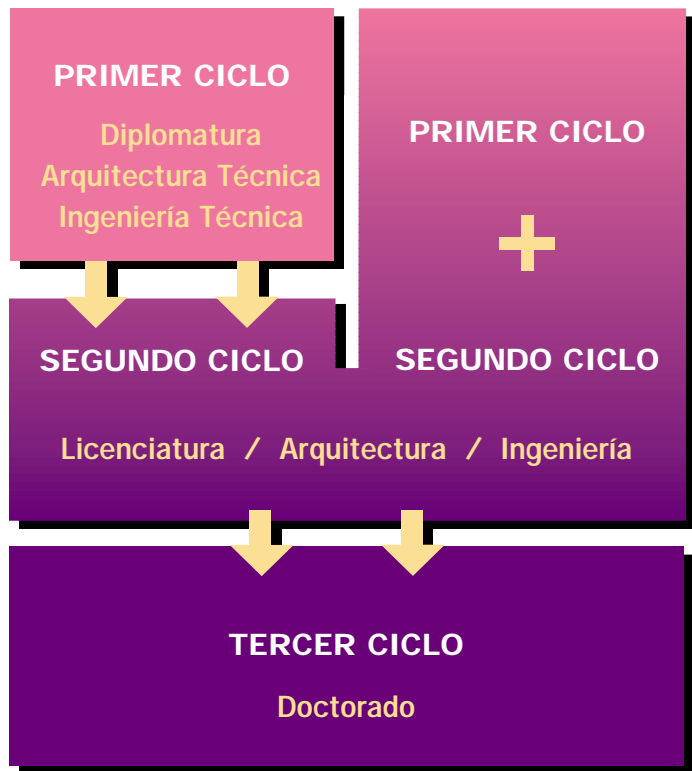 PRIMER CICLO
Diplomatura
Arquitectura Técnica
Ingeniería Técnica
PRIMER CICLO
+
SEGUNDO CICLO
SEGUNDO CICLO
Licenciatura / Arquitectura / Ingeniería
TERCER CICLO
Doctorado